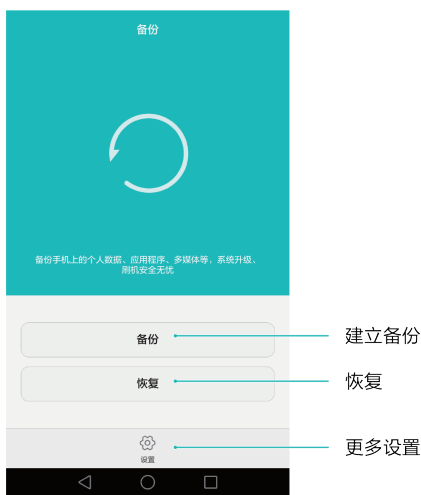 备份
备份手机上的个人数据、应用程序、多媒体等，系统升级、
刷机安全无忧
备份
建立备份
恢复
恢复
设置
更多设置